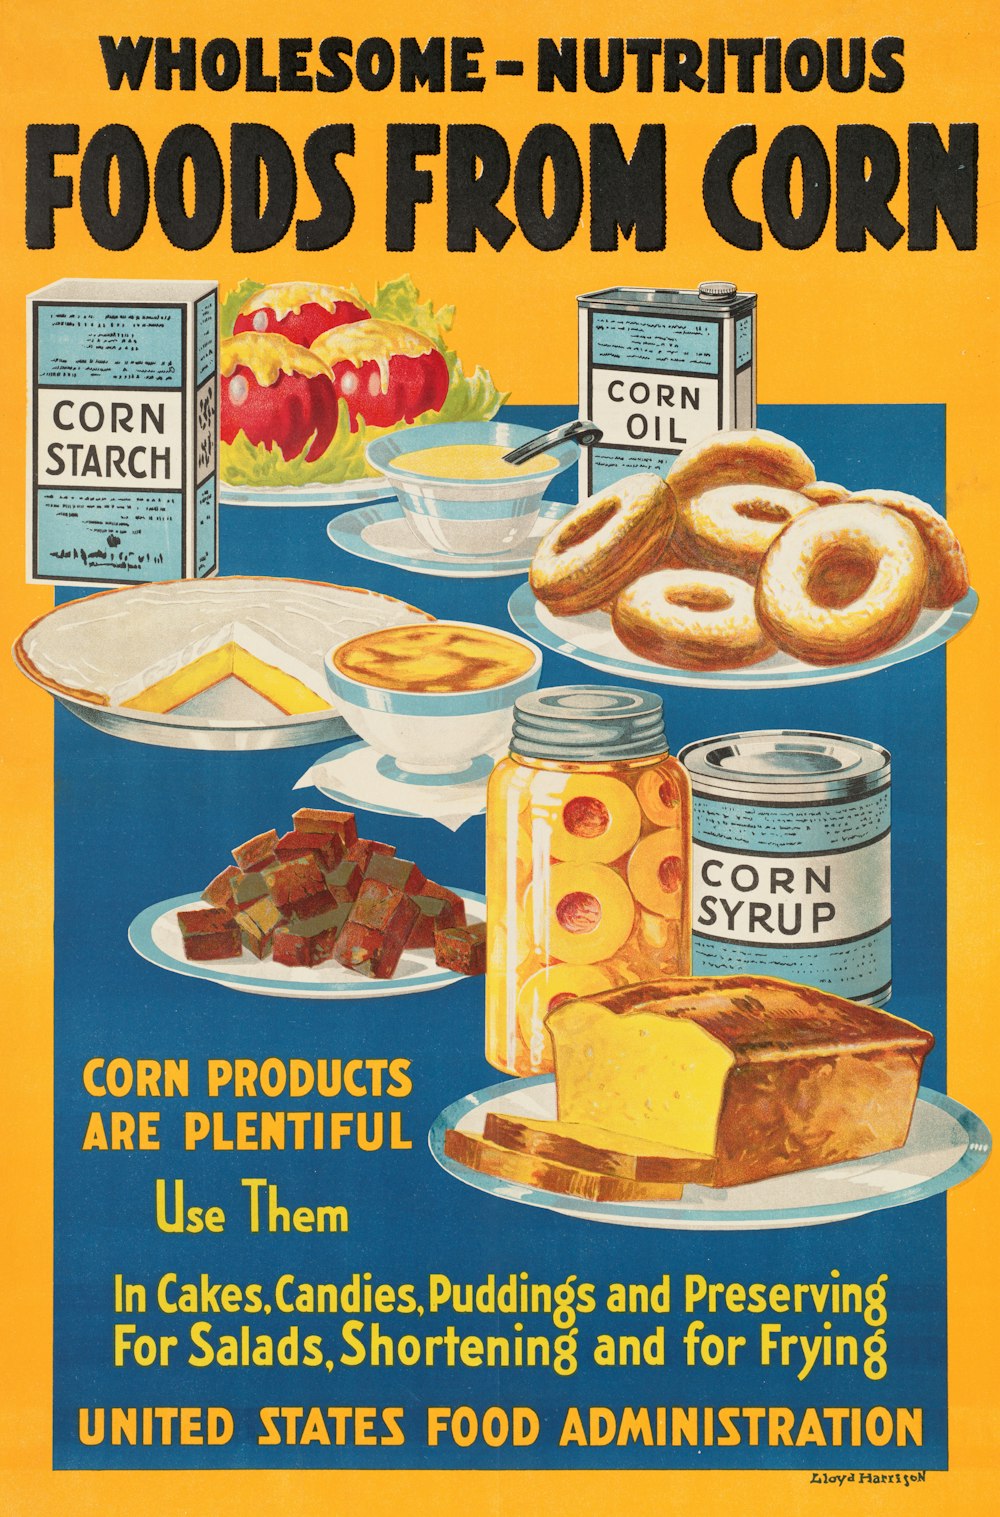 WHOLESOME - NUTRITIOUS
FOODS FROM CORN
CORN
STARCH
CORN
OIL
CORN
SYRUP
CORN PRODUCTS
ARE PLENTIFUL
Use Them
In Cakes, Candies, Puddings and Preserving
For Salads, Shortening and for Frying
UNITED STATES FOOD ADMINISTRATION
Lloyd Harrison